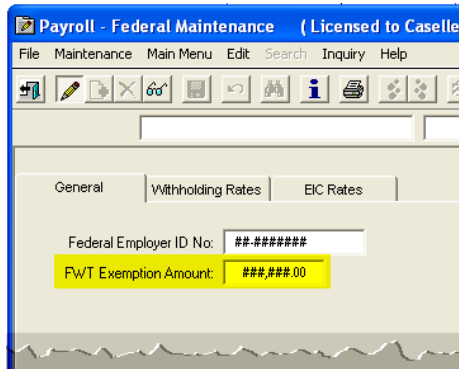 Payroll - Federal Maintenance ( Licensed to Caselle
File Maintenance Main Menu Edit Search Inquiry Help
General Withholding Rates EIC Rates
Federal Employer ID No: ##-#######
FWT Exemption Amount: ###,###.00